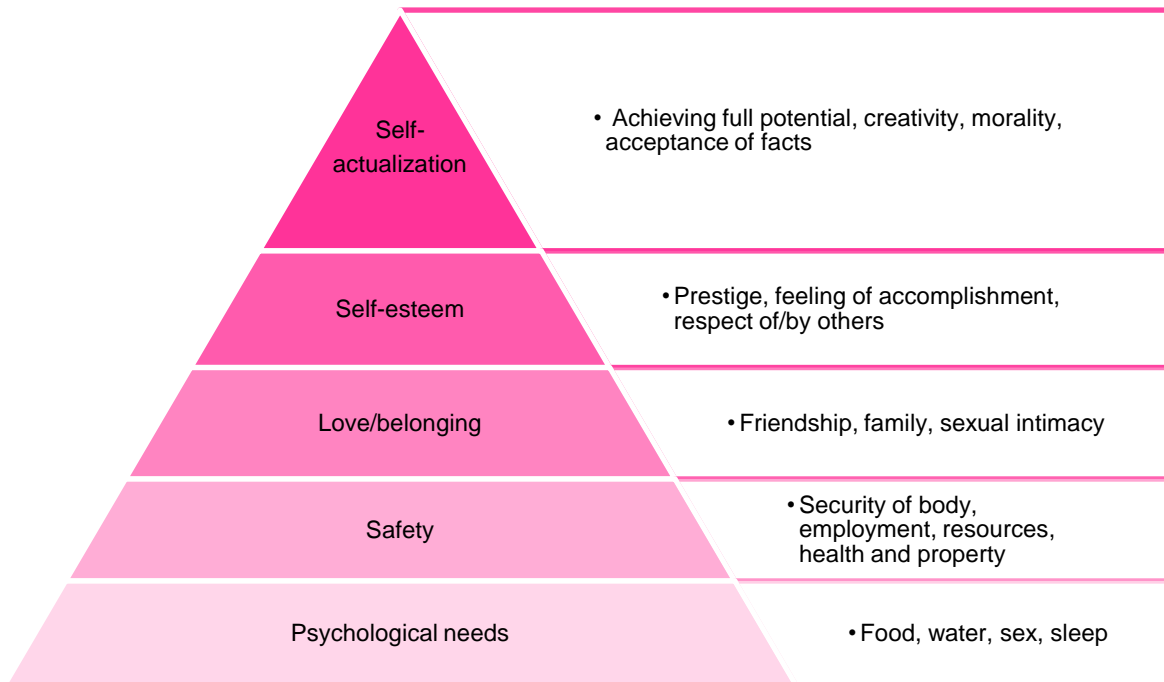 Self-
actualization
• Achieving full potential, creativity, morality,
acceptance of facts
Self-esteem
• Prestige, feeling of accomplishment,
respect of/by others
Love/belonging
• Friendship, family, sexual intimacy
Safety
• Security of body,
employment, resources,
health and property
Psychological needs
• Food, water, sex, sleep